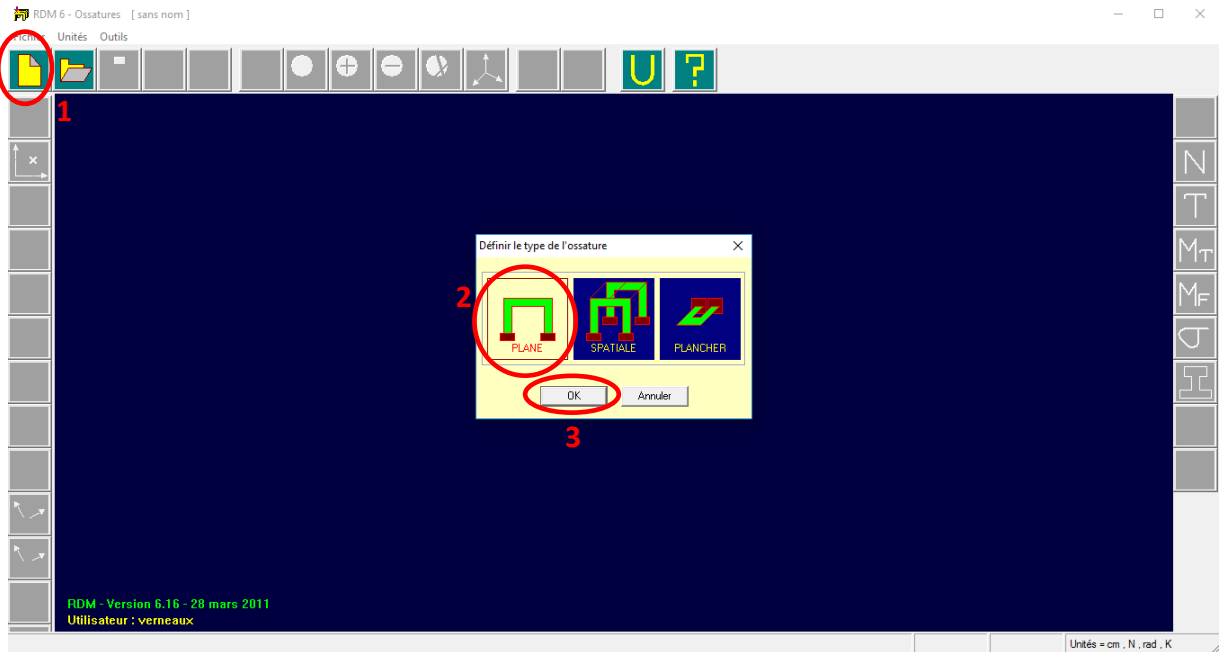 RDM 6 - Ossatures [ sans nom ]
Fichier Unités Outils
1
N
T
MT
MF
σ
Définir le type de l'ossature
2
PLANE SPATIALE PLANCHER
OK Annuler
3
RDM - Version 6.16 - 28 mars 2011
Utilisateur : verneaux
Unités = cm , N , rad , K